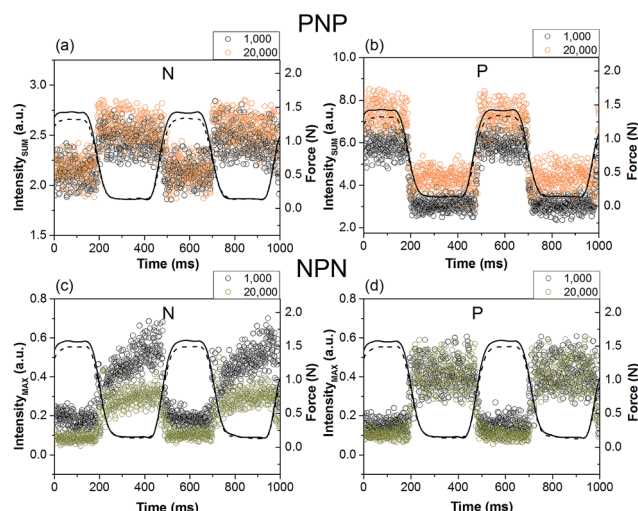 PNP
(a)
1,000
20,000
N
3.0
2.5
2.0
1.5
Intensity_SUM (a.u.)
2.0
1.5
1.0
0.5
0.0
Force (N)
0 200 400 600 800 1000
Time (ms)
(b)
1,000
20,000
P
10.0
8.0
6.0
4.0
2.0
Intensity_SUM (a.u.)
2.0
1.5
1.0
0.5
0.0
Force (N)
0 200 400 600 800 1000
Time (ms)
NPN
(c)
1,000
20,000
N
0.8
0.6
0.4
0.2
0.0
Intensity_MAX (a.u.)
2.0
1.5
1.0
0.5
0.0
Force (N)
0 200 400 600 800 1000
Time (ms)
(d)
1,000
20,000
P
0.8
0.6
0.4
0.2
0.0
Intensity_MAX (a.u.)
2.0
1.5
1.0
0.5
0.0
Force (N)
0 200 400 600 800 1000
Time (ms)